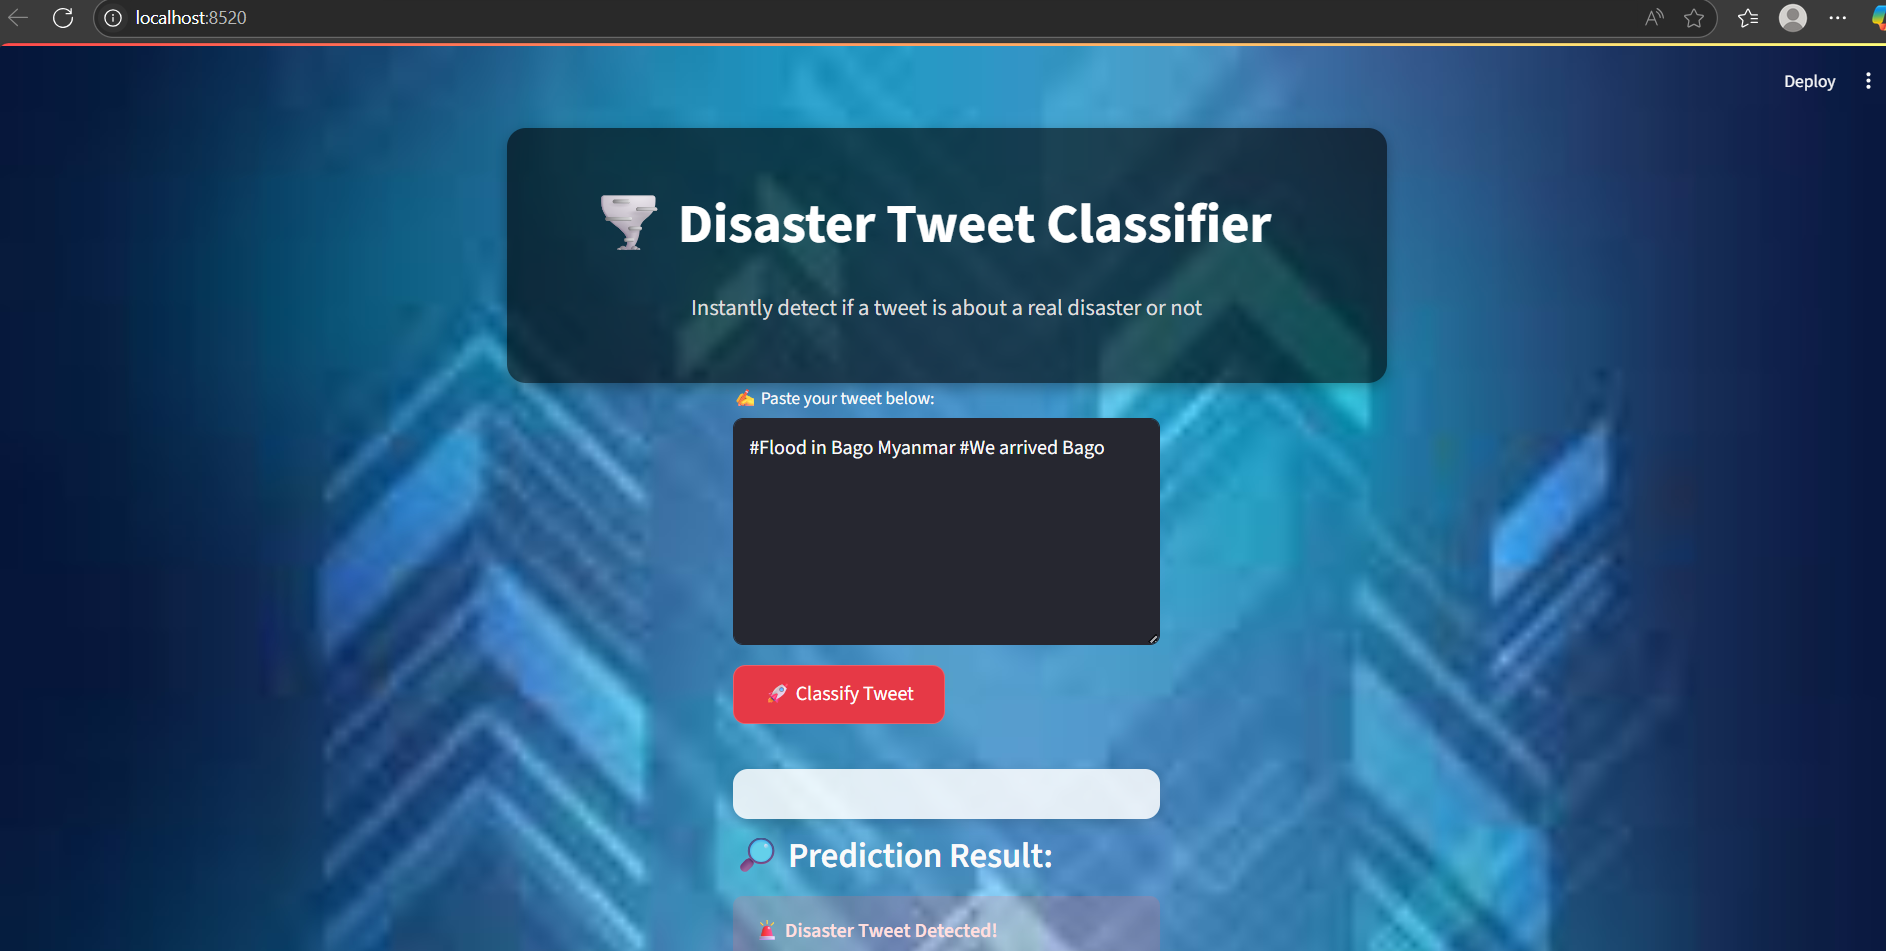 localhost:8520
Deploy
Disaster Tweet Classifier
Instantly detect if a tweet is about a real disaster or not
Paste your tweet below:
#Flood in Bago Myanmar #We arrived Bago
Classify Tweet
Prediction Result:
Disaster Tweet Detected!